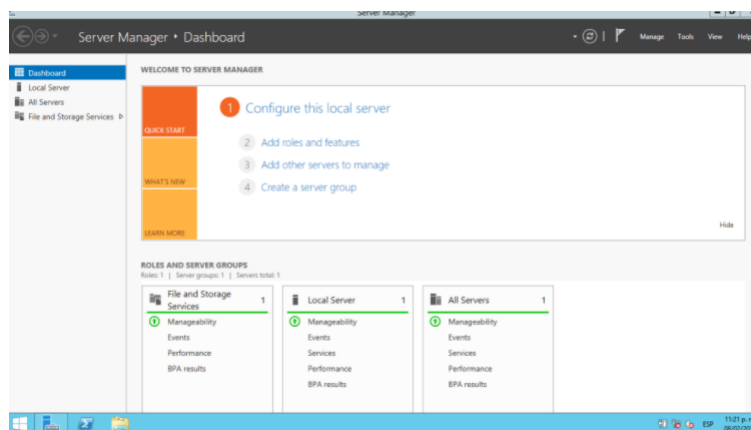 Server Manager
Server Manager • Dashboard
Manage Tools View Help
Dashboard
Local Server
All Servers
File and Storage Services
WELCOME TO SERVER MANAGER
QUICK START
WHAT'S NEW
LEARN MORE
1 Configure this local server
2 Add roles and features
3 Add other servers to manage
4 Create a server group
Hide
ROLES AND SERVER GROUPS
Roles: 1 | Server groups: 1 | Servers total: 1
File and Storage Services 1
Manageability
Events
Performance
BPA results
Local Server 1
Manageability
Events
Services
Performance
BPA results
All Servers 1
Manageability
Events
Services
Performance
BPA results
ESP
11:21 p.